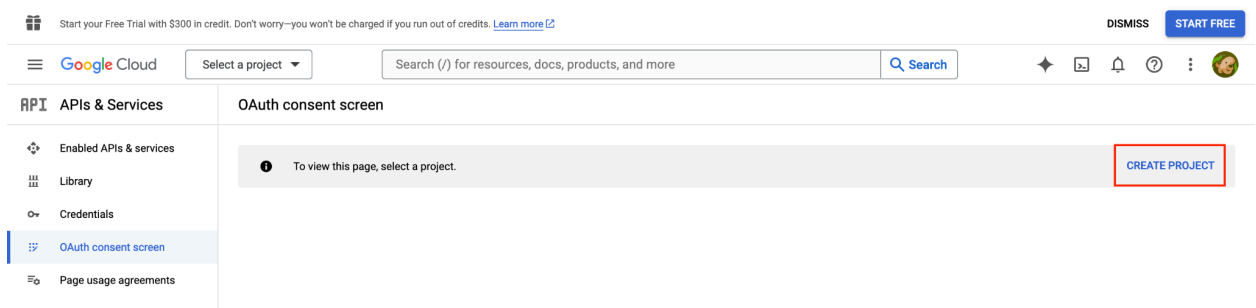 Start your Free Trial with $300 in credit. Don't worry—you won't be charged if you run out of credits. Learn more
DISMISS
START FREE
Google Cloud
Select a project
Search (/) for resources, docs, products, and more
Search
API APIs & Services
OAuth consent screen
Enabled APIs & services
To view this page, select a project.
CREATE PROJECT
Library
Credentials
OAuth consent screen
Page usage agreements